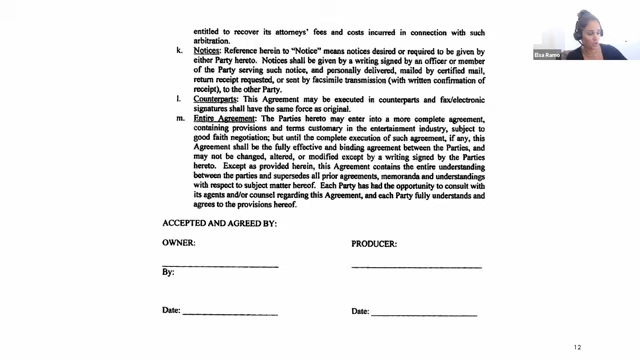 entitled to recover its attorneys' fees and costs incurred in connection with such
arbitration.
k. Notices: Reference herein to "Notice" means notices desired or required to be given by
either Party hereto. Notices shall be given by a writing signed by an officer or member
of the Party serving such notice, and personally delivered, mailed by certified mail,
return receipt requested, or sent by facsimile transmission (with written confirmation of
receipt), to the other Party.
l. Counterparts: This Agreement may be executed in counterparts and fax/electronic
signatures shall have the same force as original.
m. Entire Agreement: The Parties hereto may enter into a more complete agreement,
containing provisions and terms customary in the entertainment industry, subject to
good faith negotiation; but until the complete execution of such agreement, if any, this
Agreement shall be the fully effective and binding agreement between the Parties, and
may not be changed, altered, or modified except by a writing signed by the Parties
hereto. Except as provided herein, this Agreement contains the entire understanding
between the parties and supersedes all prior agreements, memoranda and understandings
with respect to subject matter hereof. Each Party has had the opportunity to consult with
its agents and/or counsel regarding this Agreement, and each Party fully understands and
agrees to the provisions hereof.
ACCEPTED AND AGREED BY:
OWNER: PRODUCER:
By:
Date: Date:
12
Elsa Ramo